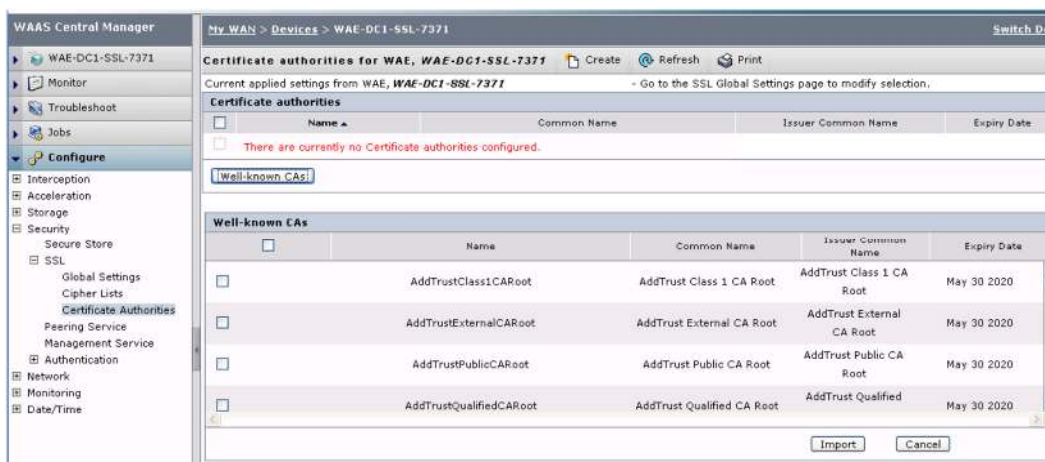 WAAS Central Manager
My WAN > Devices > WAE-DC1-SSL-7371
Switch D
WAE-DC1-SSL-7371
Monitor
Troubleshoot
Jobs
Configure
Interception
Acceleration
Storage
Security
Secure Store
SSL
Global Settings
Cipher Lists
Certificate Authorities
Peering Service
Management Service
Authentication
Network
Monitoring
Date/Time
Certificate authorities for WAE, WAE-DC1-SSL-7371 Create Refresh Print
Current applied settings from WAE, WAE-DC1-SSL-7371 - Go to the SSL Global Settings page to modify selection.
Certificate authorities
Name Common Name Issuer Common Name Expiry Date
There are currently no Certificate authorities configured.
Well-known CAs
Well-known CAs
Name Common Name Issuer Common Name Expiry Date
AddTrustClass1CARoot AddTrust Class 1 CA Root AddTrust Class 1 CA Root May 30 2020
AddTrustExternalCARoot AddTrust External CA Root AddTrust External CA Root May 30 2020
AddTrustPublicCARoot AddTrust Public CA Root AddTrust Public CA Root May 30 2020
AddTrustQualifiedCARoot AddTrust Qualified CA Root AddTrust Qualified May 30 2020
Import Cancel